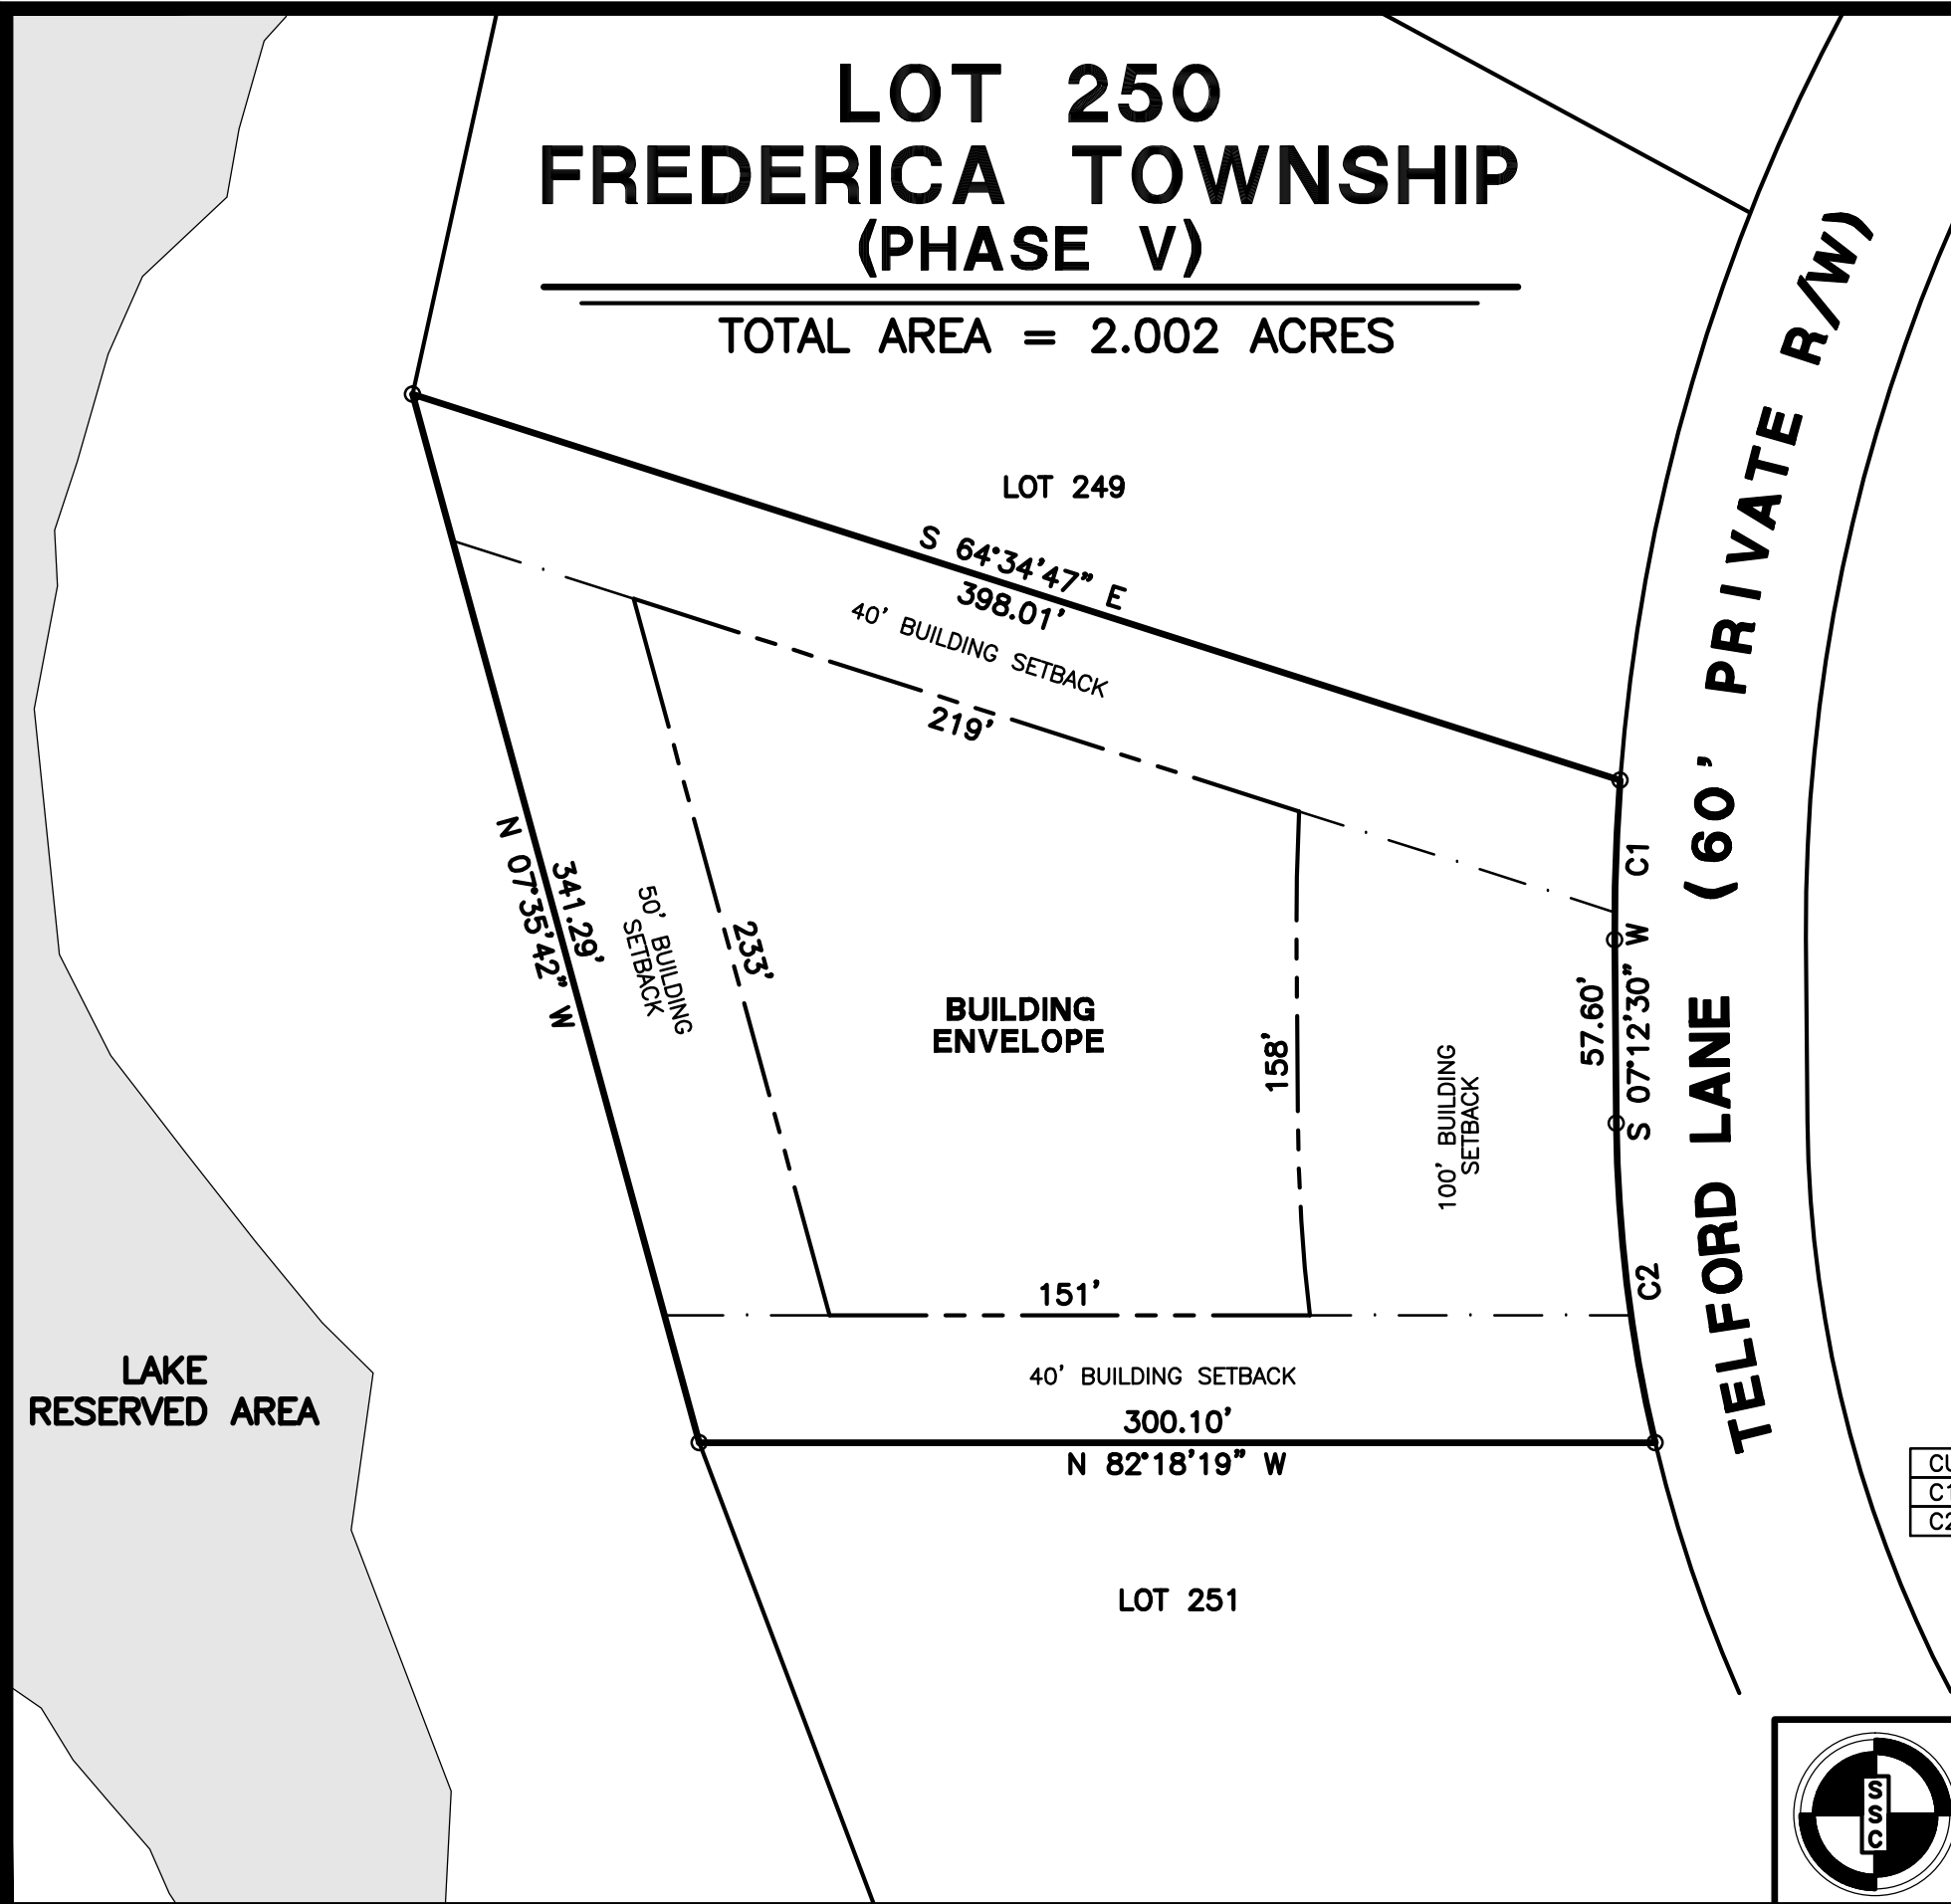 LOT 250
FREDERICA TOWNSHIP
(PHASE V)
TOTAL AREA = 2.002 ACRES
LOT 249
S 64°34'47" E
398.01'
40' BUILDING SETBACK
219'
N 07°35'42" W
341.29'
50' BUILDING
SETBACK
233'
BUILDING
ENVELOPE
158'
100' BUILDING
SETBACK
57.60'
S 07°12'30" W
C1
C2
TELFORD LANE (60' PRIVATE R/W)
151'
40' BUILDING SETBACK
300.10'
N 82°18'19" W
LAKE
RESERVED AREA
LOT 251
C1
SSC